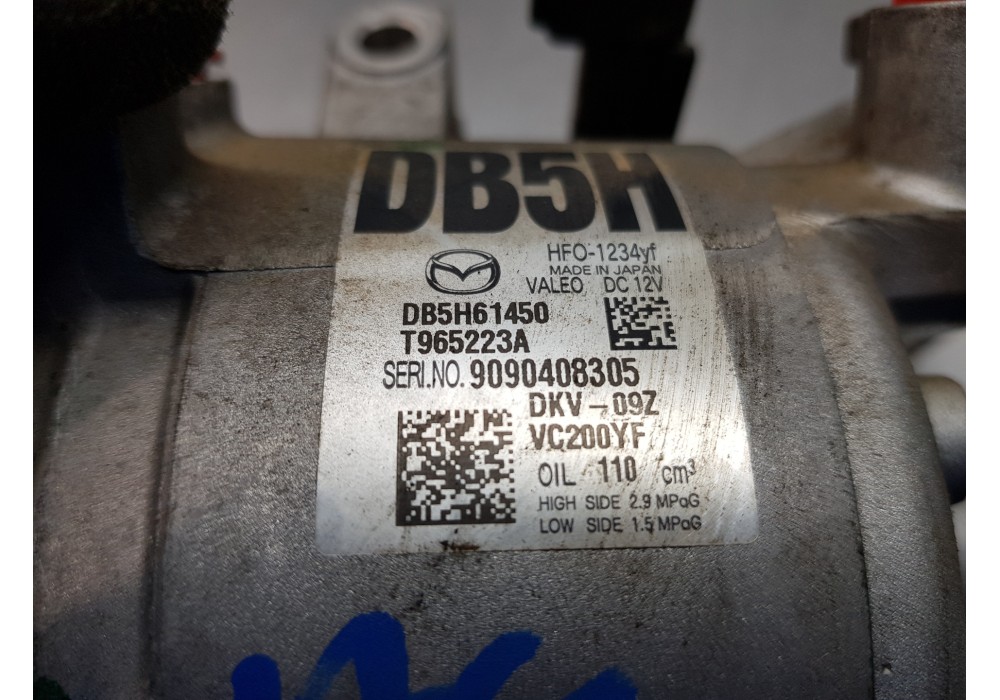 DB5H
HFO-1234yf
MADE IN JAPAN
VALEO DC 12V
DB5H61450
T965223A
SERI.NO. 9090408305
DKV-09Z
VC200YF
OIL 110 cm³
HIGH SIDE 2.9 MPaG
LOW SIDE 1.5 MPaG